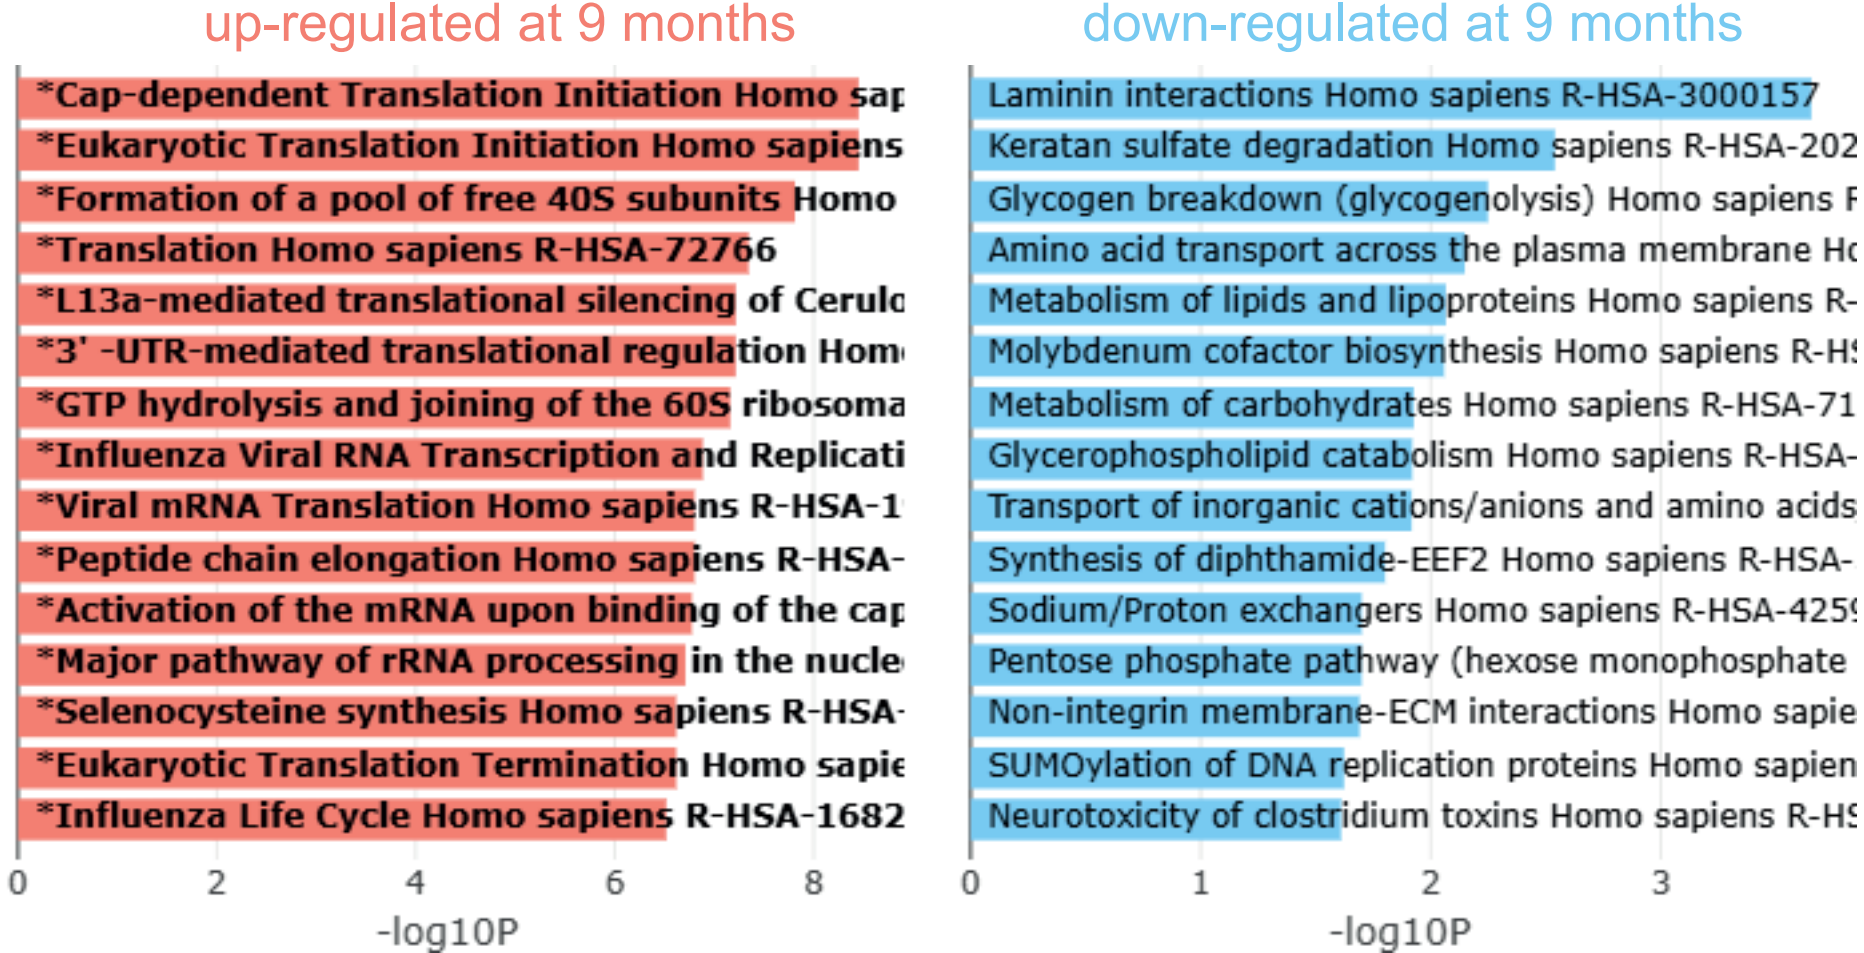 up-regulated at 9 months
*Cap-dependent Translation Initiation Homo sap
*Eukaryotic Translation Initiation Homo sapiens
*Formation of a pool of free 40S subunits Homo
*Translation Homo sapiens R-HSA-72766
*L13a-mediated translational silencing of Cerulo
*3' -UTR-mediated translational regulation Hom
*GTP hydrolysis and joining of the 60S ribosoma
*Influenza Viral RNA Transcription and Replicati
*Viral mRNA Translation Homo sapiens R-HSA-1
*Peptide chain elongation Homo sapiens R-HSA-
*Activation of the mRNA upon binding of the cap
*Major pathway of rRNA processing in the nucle
*Selenocysteine synthesis Homo sapiens R-HSA-
*Eukaryotic Translation Termination Homo sapie
*Influenza Life Cycle Homo sapiens R-HSA-1682
0 2 4 6 8
-log10P
down-regulated at 9 months
Laminin interactions Homo sapiens R-HSA-3000157
Keratan sulfate degradation Homo sapiens R-HSA-202
Glycogen breakdown (glycogenolysis) Homo sapiens R
Amino acid transport across the plasma membrane Ho
Metabolism of lipids and lipoproteins Homo sapiens R-
Molybdenum cofactor biosynthesis Homo sapiens R-HS
Metabolism of carbohydrates Homo sapiens R-HSA-71
Glycerophospholipid catabolism Homo sapiens R-HSA-
Transport of inorganic cations/anions and amino acids
Synthesis of diphthamide-EEF2 Homo sapiens R-HSA-
Sodium/Proton exchangers Homo sapiens R-HSA-4259
Pentose phosphate pathway (hexose monophosphate
Non-integrin membrane-ECM interactions Homo sapie
SUMOylation of DNA replication proteins Homo sapien
Neurotoxicity of clostridium toxins Homo sapiens R-HS
0 1 2 3
-log10P